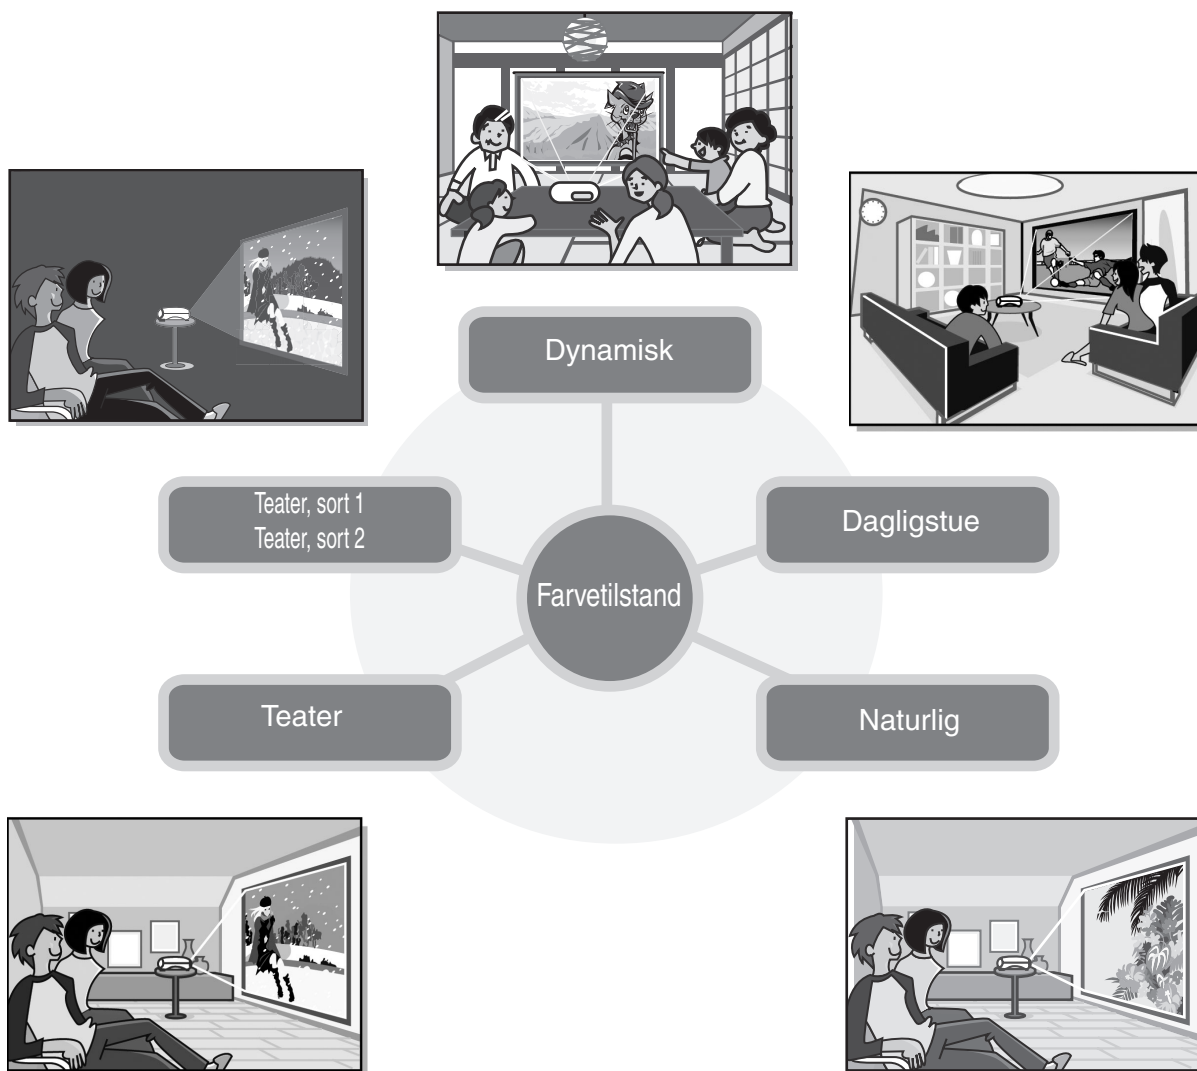 Dynamisk
Teater, sort 1
Teater, sort 2
Dagligstue
Farvetilstand
Teater
Naturlig